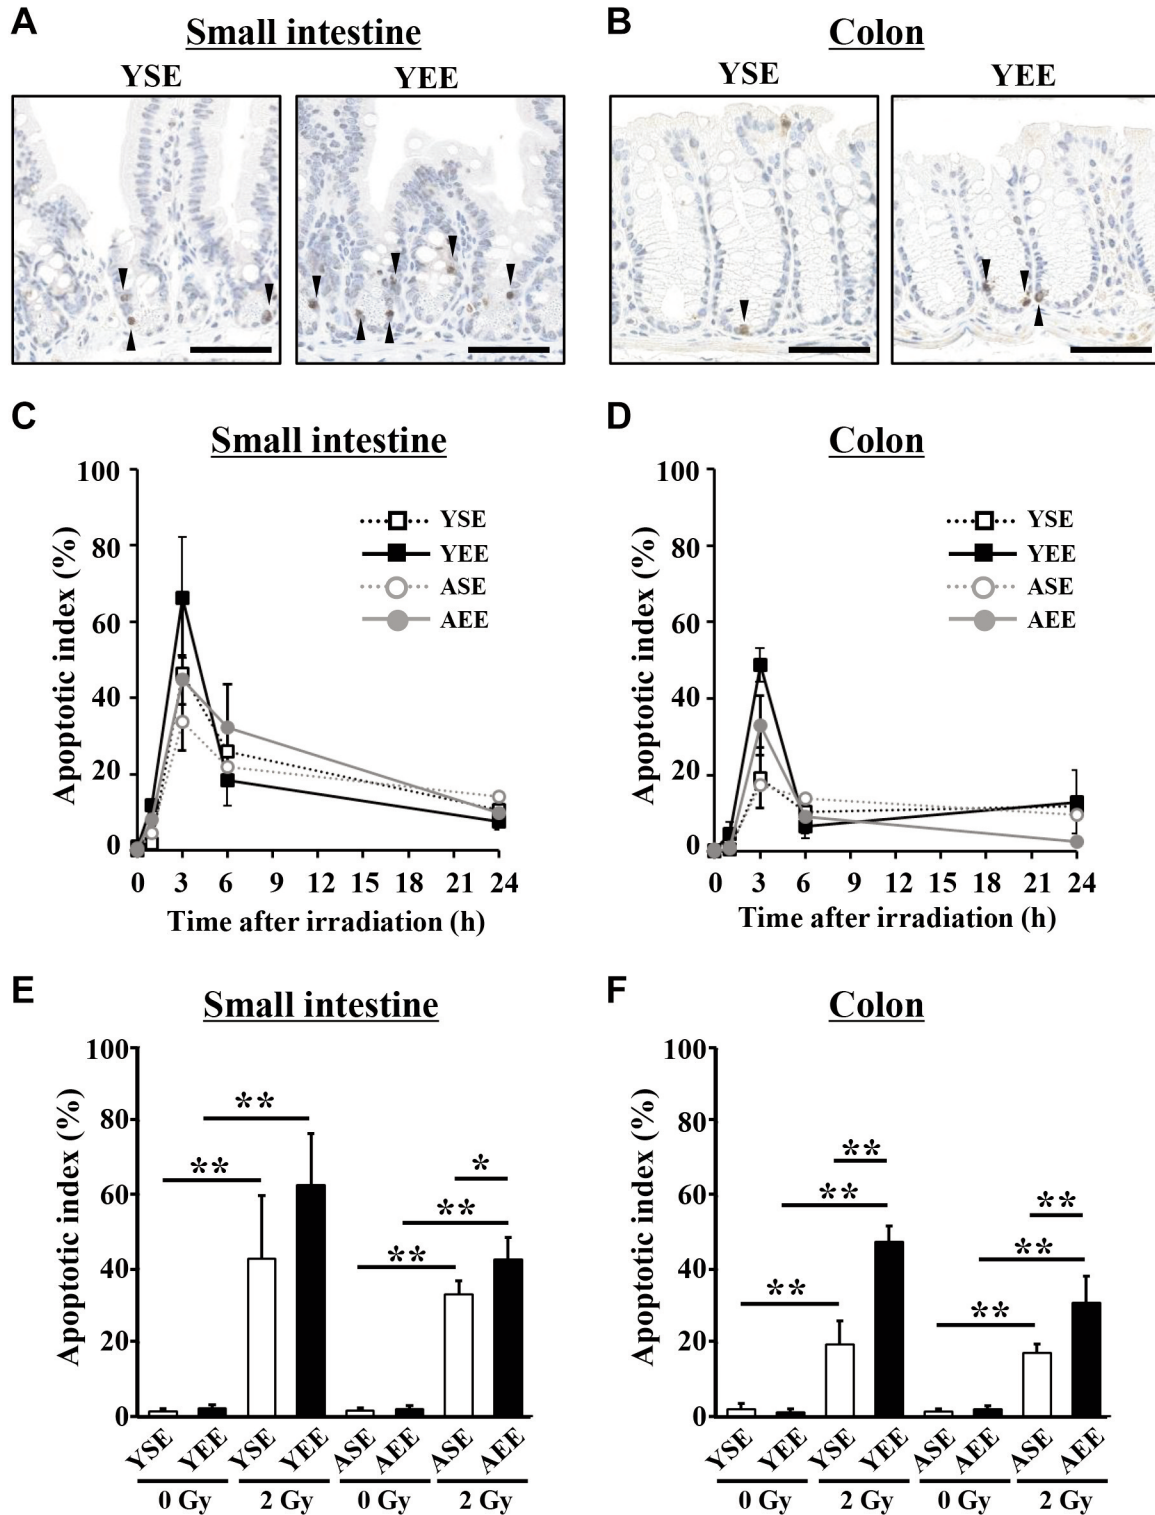 A
Small intestine
YSE
YEE
B
Colon
YSE
YEE
C
Small intestine
Apoptotic index (%)
100
80
60
40
20
0
YSE
YEE
ASE
AEE
0 3 6 9 12 15 18 21 24
Time after irradiation (h)
D
Colon
Apoptotic index (%)
100
80
60
40
20
0
YSE
YEE
ASE
AEE
0 3 6 9 12 15 18 21 24
Time after irradiation (h)
E
Small intestine
Apoptotic index (%)
100
80
60
40
20
0
**
**
*
**
**
YSE YEE YSE YEE ASE AEE ASE AEE
0 Gy 2 Gy 0 Gy 2 Gy
F
Colon
Apoptotic index (%)
100
80
60
40
20
0
**
**
**
**
**
**
YSE YEE YSE YEE ASE AEE ASE AEE
0 Gy 2 Gy 0 Gy 2 Gy